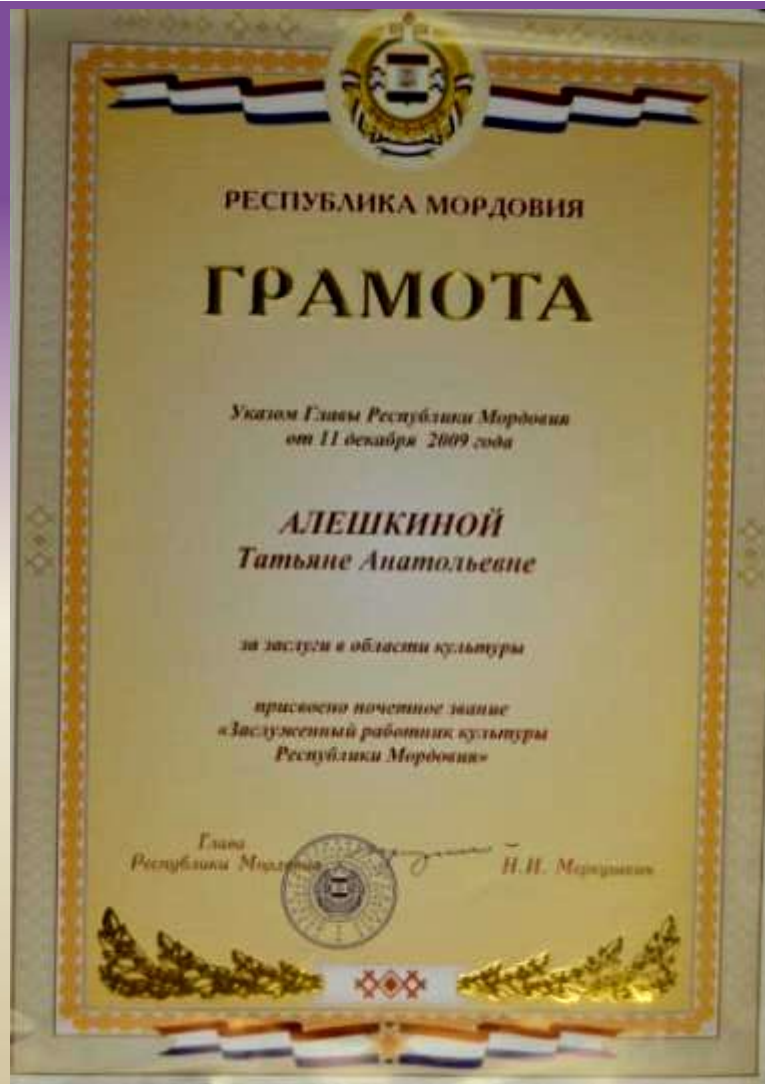 РЕСПУБЛИКА МОРДОВИЯ
ГРАМОТА
Указом Главы Республики Мордовия
от 11 декабря 2009 года
АЛЕШКИНОЙ
Татьяне Анатольевне
за заслуги в области культуры
присвоено почетное звание
«Заслуженный работник культуры
Республики Мордовия»
Глава
Республики Мордовия
Н.И. Меркушкин